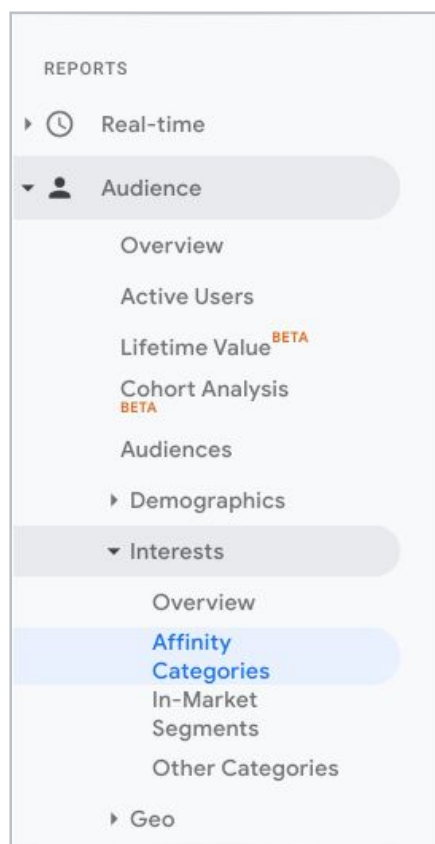 REPORTS
Real-time
Audience
Overview
Active Users
Lifetime Value BETA
Cohort Analysis
BETA
Audiences
Demographics
Interests
Overview
Affinity
Categories
In-Market
Segments
Other Categories
Geo